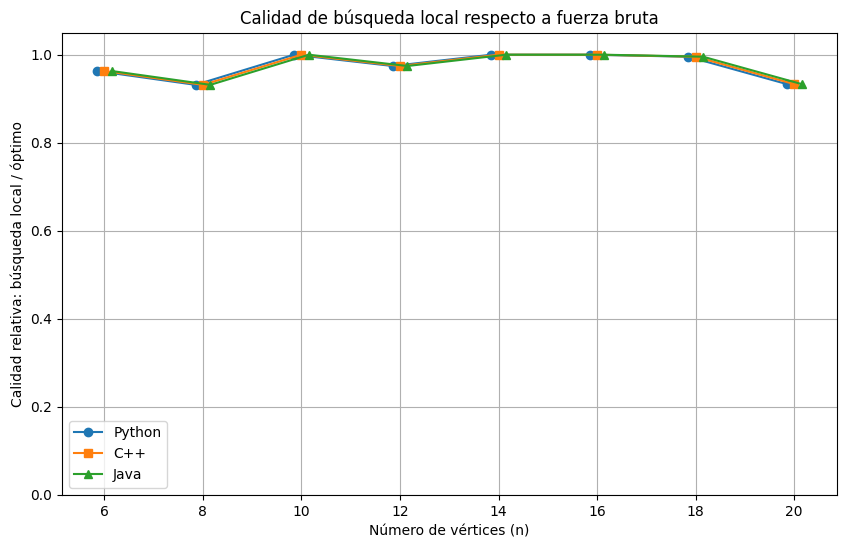 Calidad de búsqueda local respecto a fuerza bruta
Calidad relativa: búsqueda local / óptimo
1.0
0.8
0.6
0.4
0.2
0.0
Python
C++
Java
6 8 10 12 14 16 18 20
Número de vértices (n)